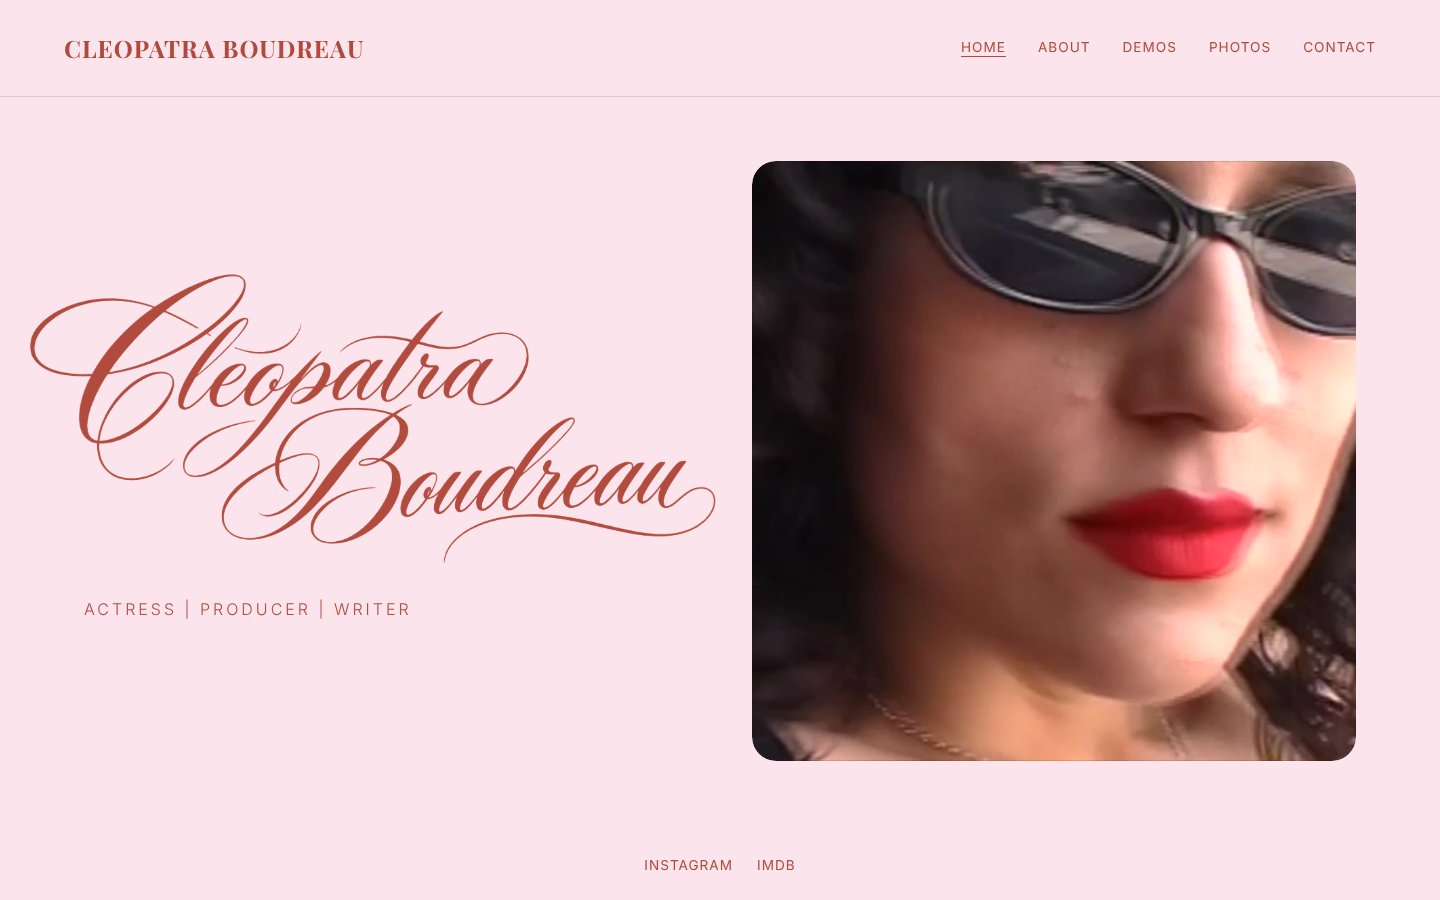 CLEOPATRA BOUDREAU
HOME ABOUT DEMOS PHOTOS CONTACT
Cleopatra
Boudreau
ACTRESS | PRODUCER | WRITER
INSTAGRAM IMDB